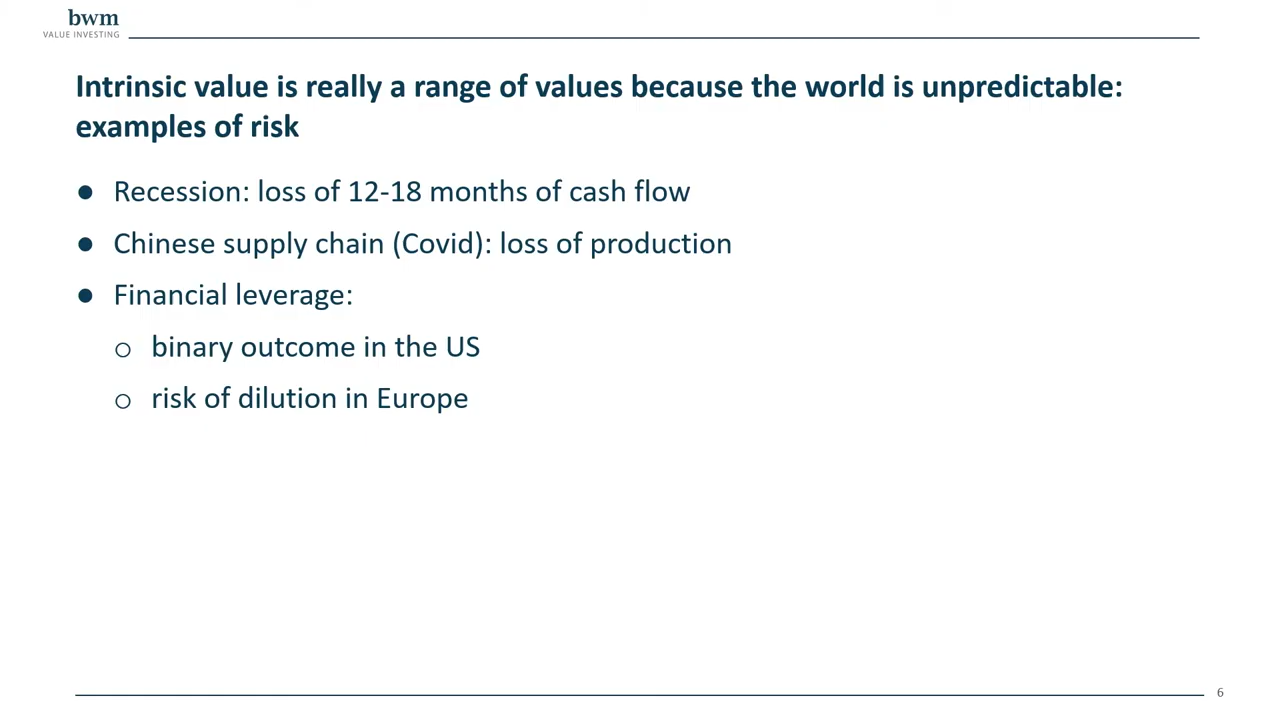 bwm
VALUE INVESTING
Intrinsic value is really a range of values because the world is unpredictable:
examples of risk
● Recession: loss of 12-18 months of cash flow
● Chinese supply chain (Covid): loss of production
● Financial leverage:
o binary outcome in the US
o risk of dilution in Europe
6